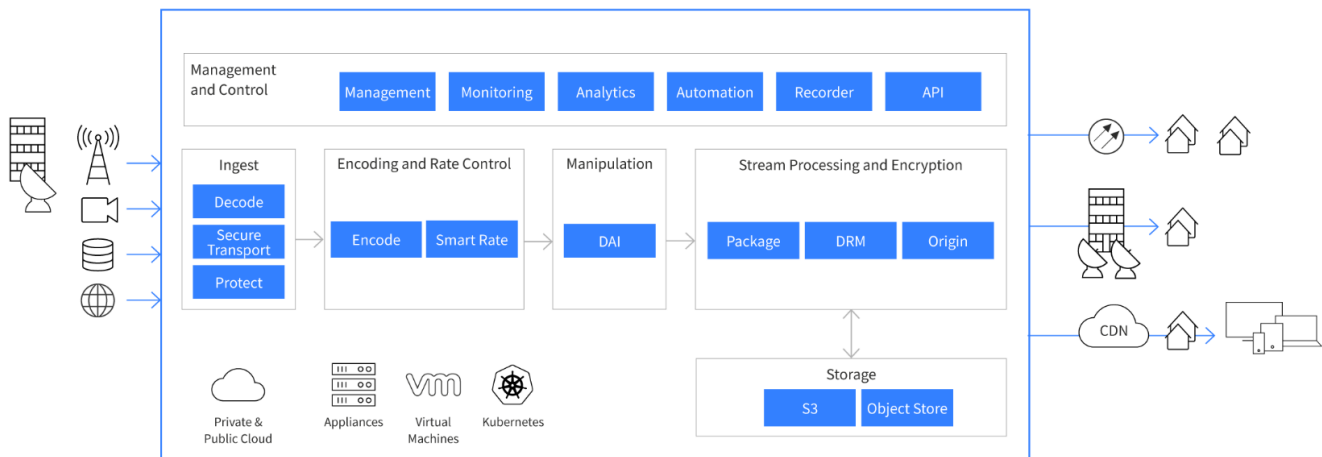 Management
and Control
Management
Monitoring
Analytics
Automation
Recorder
API
Ingest
Decode
Secure
Transport
Protect
Encoding and Rate Control
Encode
Smart Rate
Manipulation
DAI
Stream Processing and Encryption
Package
DRM
Origin
CDN
Storage
S3
Object Store
Private &
Public Cloud
Appliances
vm
Virtual
Machines
Kubernetes